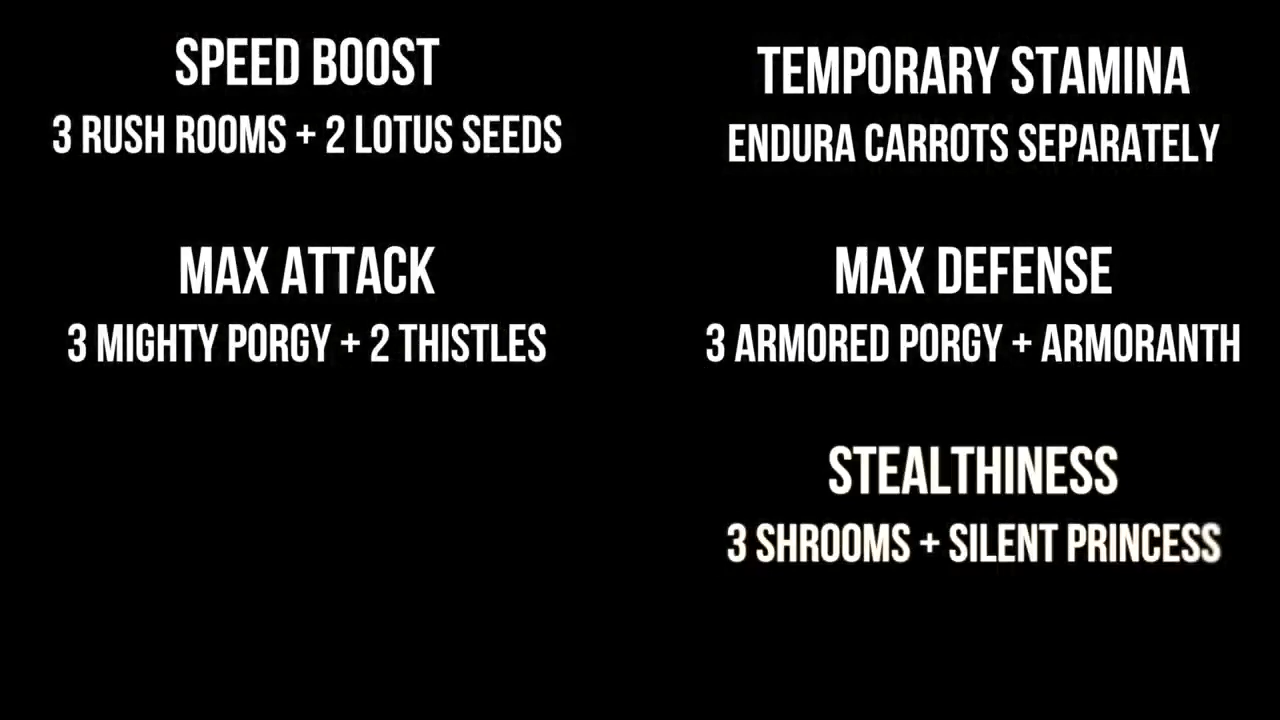 SPEED BOOST
3 RUSH ROOMS + 2 LOTUS SEEDS
TEMPORARY STAMINA
ENDURA CARROTS SEPARATELY
MAX ATTACK
3 MIGHTY PORGY + 2 THISTLES
MAX DEFENSE
3 ARMORED PORGY + ARMORANTH
STEALTHINESS
3 SHROOMS + SILENT PRINCESS